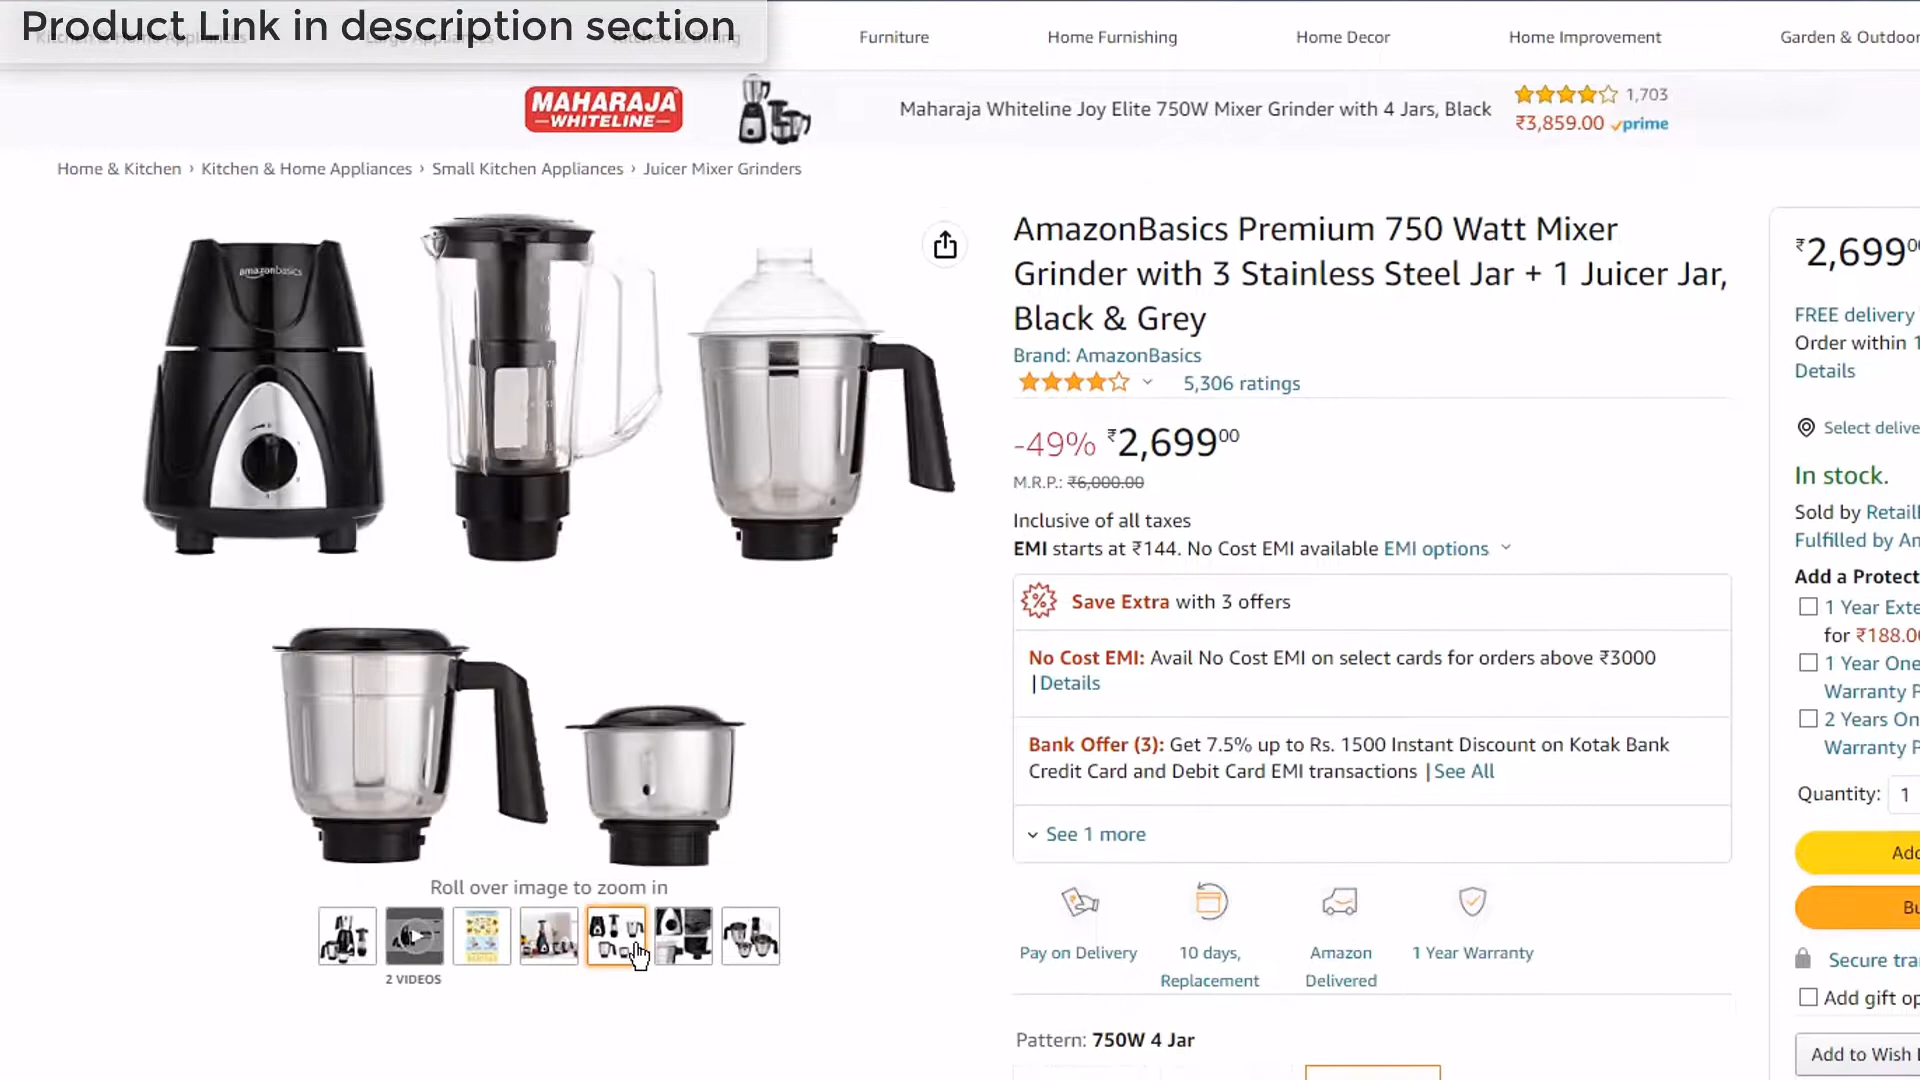 Product Link in description section
Furniture
Home Furnishing
Home Decor
Home Improvement
Garden & Outdoor
MAHARAJA
WHITELINE
Maharaja Whiteline Joy Elite 750W Mixer Grinder with 4 Jars, Black
1,703
₹3,859.00 prime
Home & Kitchen › Kitchen & Home Appliances › Small Kitchen Appliances › Juicer Mixer Grinders
amazonbasics
AmazonBasics Premium 750 Watt Mixer
Grinder with 3 Stainless Steel Jar + 1 Juicer Jar,
Black & Grey
Brand: AmazonBasics
5,306 ratings
-49% ₹2,69900
M.R.P.: ₹6,000.00
Inclusive of all taxes
EMI starts at ₹144. No Cost EMI available EMI options
Save Extra with 3 offers
No Cost EMI: Avail No Cost EMI on select cards for orders above ₹3000
| Details
Bank Offer (3): Get 7.5% up to Rs. 1500 Instant Discount on Kotak Bank
Credit Card and Debit Card EMI transactions | See All
See 1 more
Pay on Delivery
10 days,
Replacement
Amazon
Delivered
1 Year Warranty
Pattern: 750W 4 Jar
Roll over image to zoom in
2 VIDEOS
₹2,699
FREE delivery
Order within 1
Details
Select delive
In stock.
Sold by Retail
Fulfilled by Am
Add a Protect
1 Year Exte
for ₹188.0
1 Year One
Warranty P
2 Years On
Warranty P
Quantity: 1
Add
Bu
Secure tra
Add gift op
Add to Wish